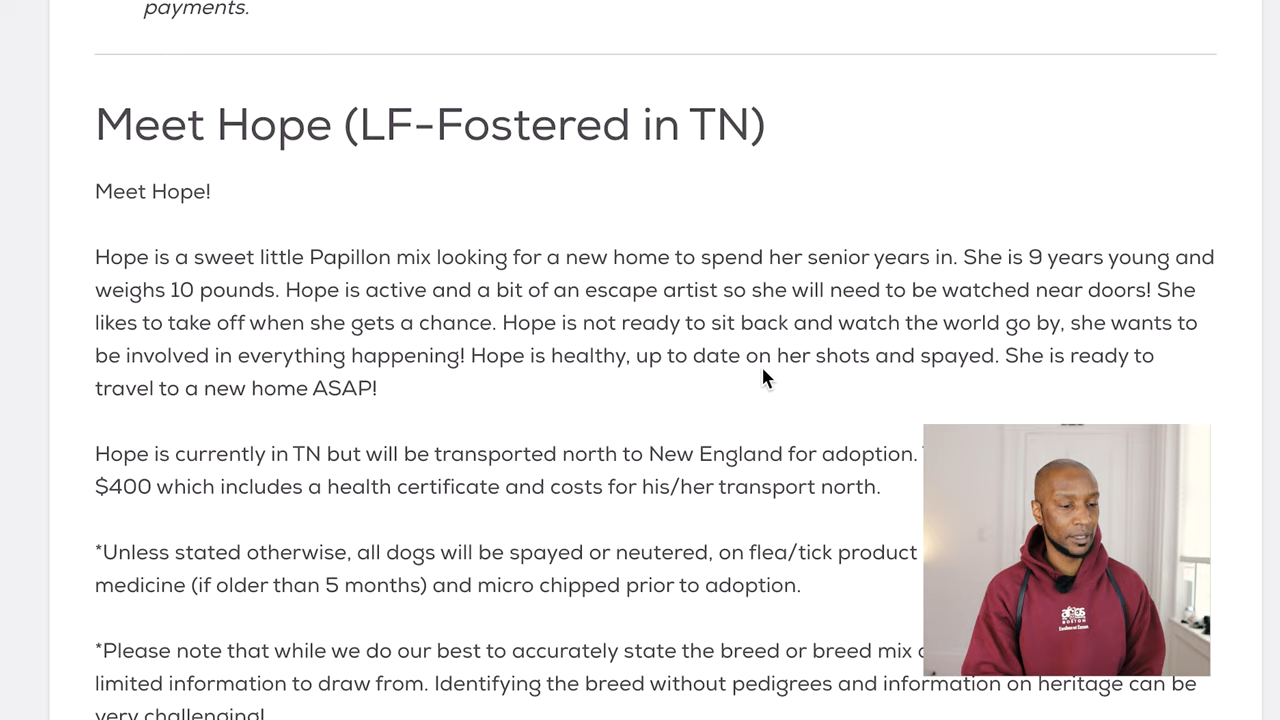 payments.
Meet Hope (LF-Fostered in TN)
Meet Hope!
Hope is a sweet little Papillon mix looking for a new home to spend her senior years in. She is 9 years young and
weighs 10 pounds. Hope is active and a bit of an escape artist so she will need to be watched near doors! She
likes to take off when she gets a chance. Hope is not ready to sit back and watch the world go by, she wants to
be involved in everything happening! Hope is healthy, up to date on her shots and spayed. She is ready to
travel to a new home ASAP!
Hope is currently in TN but will be transported north to New England for adoption.
$400 which includes a health certificate and costs for his/her transport north.
*Unless stated otherwise, all dogs will be spayed or neutered, on flea/tick product
medicine (if older than 5 months) and micro chipped prior to adoption.
*Please note that while we do our best to accurately state the breed or breed mix
limited information to draw from. Identifying the breed without pedigrees and information on heritage can be
very challenging!
BOSTON